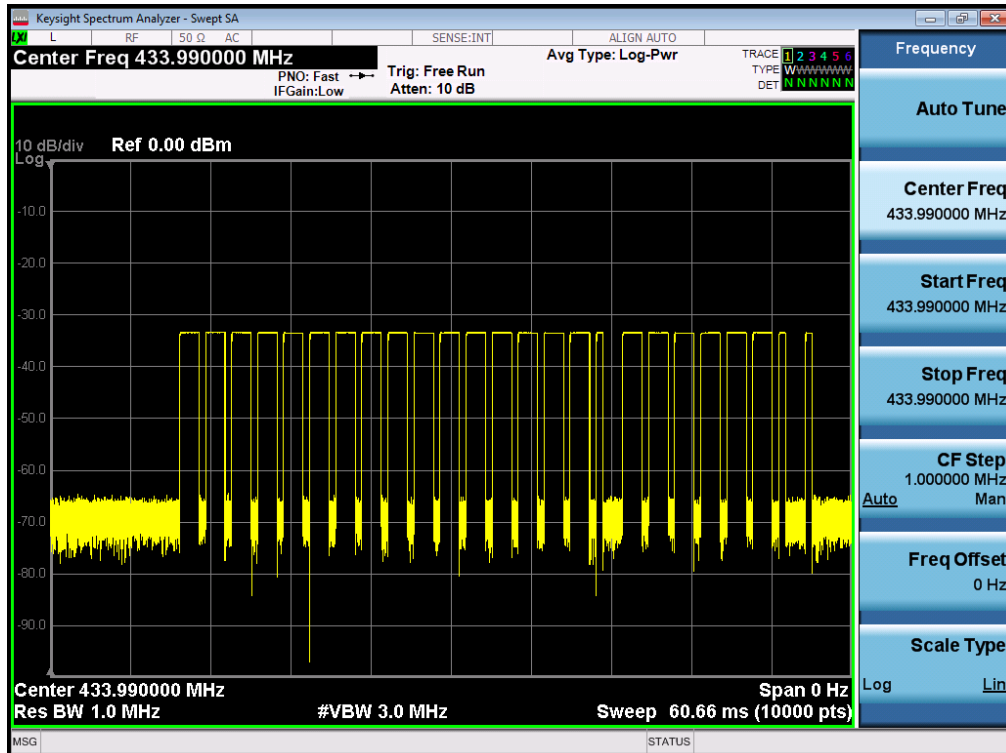 Keysight Spectrum Analyzer - Swept SA
LXI L RF 50 Ω AC SENSE:INT ALIGN AUTO
Center Freq 433.990000 MHz
PNO: Fast
IFGain:Low
Trig: Free Run
Atten: 10 dB
Avg Type: Log-Pwr
TRACE 1 2 3 4 5 6
TYPE WWWWWW
DET N N N N N N
10 dB/div
Log
Ref 0.00 dBm
-10.0
-20.0
-30.0
-40.0
-50.0
-60.0
-70.0
-80.0
-90.0
Center 433.990000 MHz
Span 0 Hz
Res BW 1.0 MHz
#VBW 3.0 MHz
Sweep 60.66 ms (10000 pts)
MSG
STATUS
Frequency
Auto Tune
Center Freq
433.990000 MHz
Start Freq
433.990000 MHz
Stop Freq
433.990000 MHz
CF Step
1.000000 MHz
Auto Man
Freq Offset
0 Hz
Scale Type
Log Lin